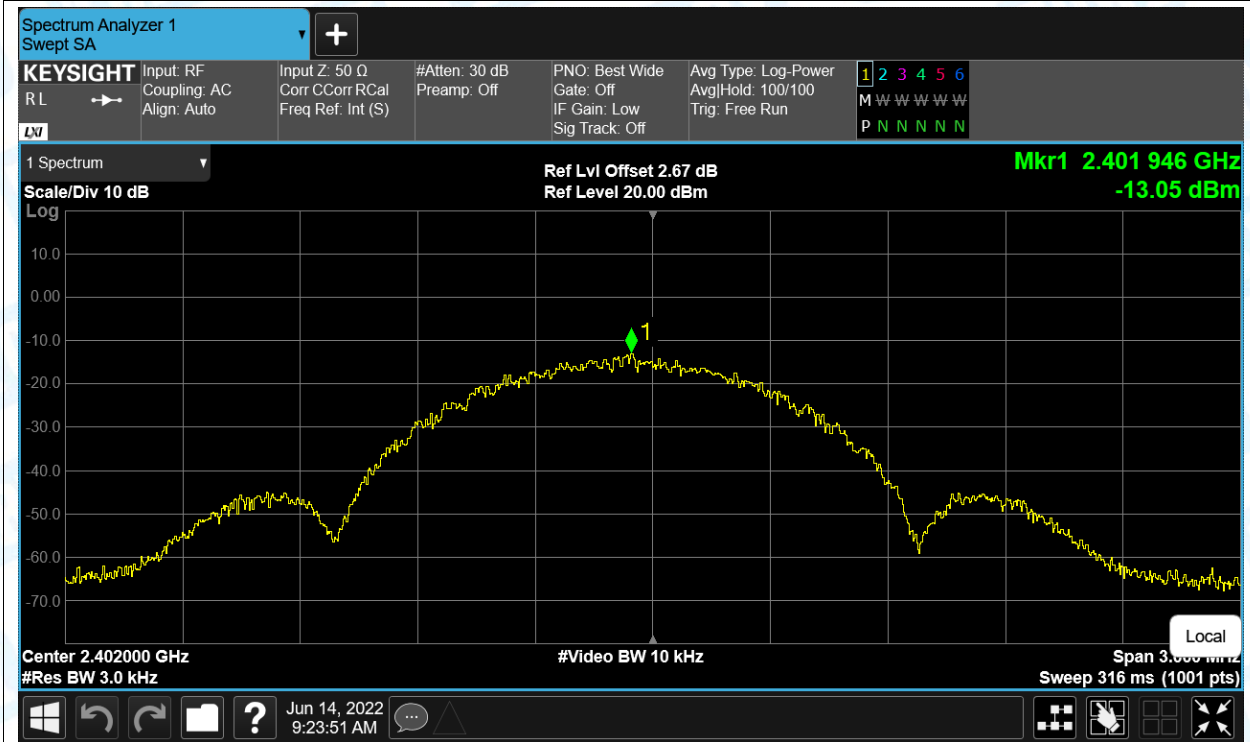 Spectrum Analyzer 1
Swept SA
KEYSIGHT
R L
LXI
Input: RF
Coupling: AC
Align: Auto
Input Z: 50 Ω
Corr CCorr RCal
Freq Ref: Int (S)
#Atten: 30 dB
Preamp: Off
PNO: Best Wide
Gate: Off
IF Gain: Low
Sig Track: Off
Avg Type: Log-Power
Avg|Hold: 100/100
Trig: Free Run
1 2 3 4 5 6
M W W W W W
P N N N N N
1 Spectrum
Scale/Div 10 dB
Log
Ref Lvl Offset 2.67 dB
Ref Level 20.00 dBm
Mkr1 2.401 946 GHz
-13.05 dBm
10.0
0.00
-10.0
-20.0
-30.0
-40.0
-50.0
-60.0
-70.0
1
Local
Center 2.402000 GHz
#Res BW 3.0 kHz
#Video BW 10 kHz
Span 3.000 MHz
Sweep 316 ms (1001 pts)
?
Jun 14, 2022
9:23:51 AM